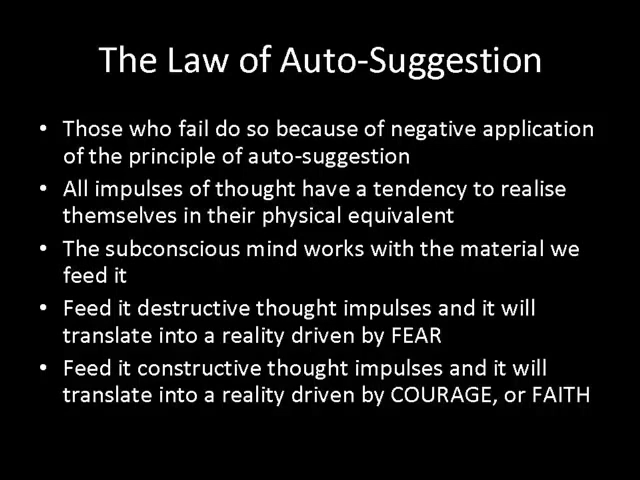 The Law of Auto-Suggestion
• Those who fail do so because of negative application
of the principle of auto-suggestion
• All impulses of thought have a tendency to realise
themselves in their physical equivalent
• The subconscious mind works with the material we
feed it
• Feed it destructive thought impulses and it will
translate into a reality driven by FEAR
• Feed it constructive thought impulses and it will
translate into a reality driven by COURAGE, or FAITH